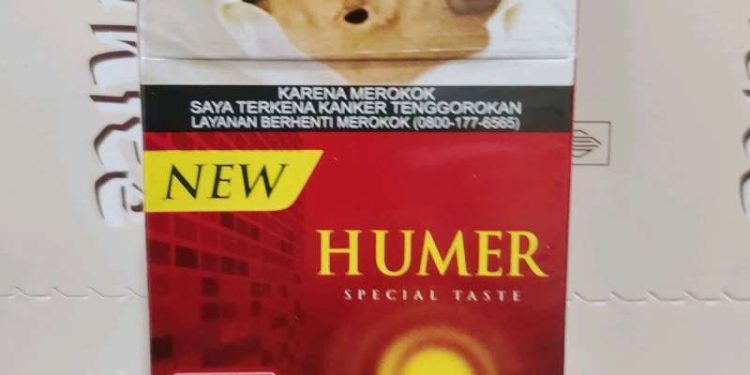 KARENA MEROKOK
SAYA TERKENA KANKER TENGGOROKAN
LAYANAN BERHENTI MEROKOK (0800-177-6565)
NEW
HUMER
SPECIAL TASTE